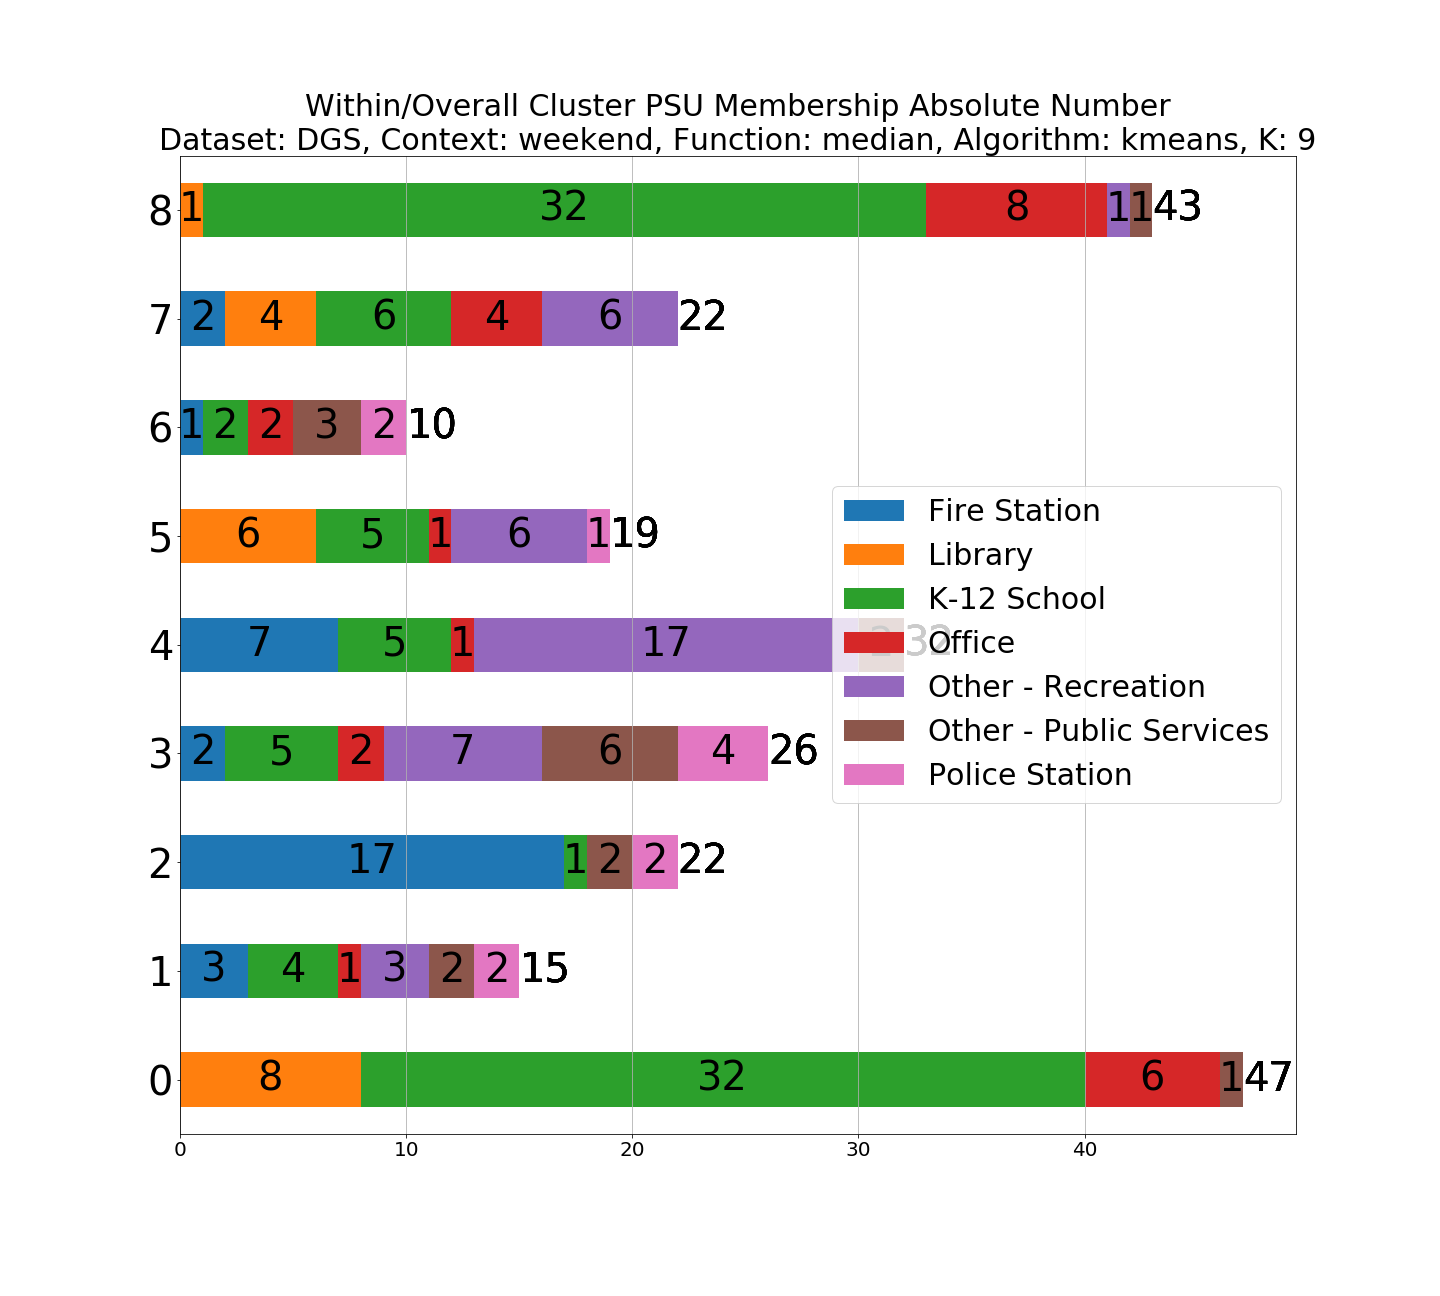 Within/Overall Cluster PSU Membership Absolute Number
Dataset: DGS, Context: weekend, Function: median, Algorithm: kmeans, K: 9
8 1 32 8 1 1 43
7 2 4 6 4 6 22
6 1 2 2 3 2 10
5 6 5 1 6 1 19
4 7 5 1 17 2 32
3 2 5 2 7 6 4 26
2 17 1 2 2 22
1 3 4 1 3 2 2 15
0 8 32 6 1 47
0 10 20 30 40
Fire Station
Library
K-12 School
Office
Other - Recreation
Other - Public Services
Police Station